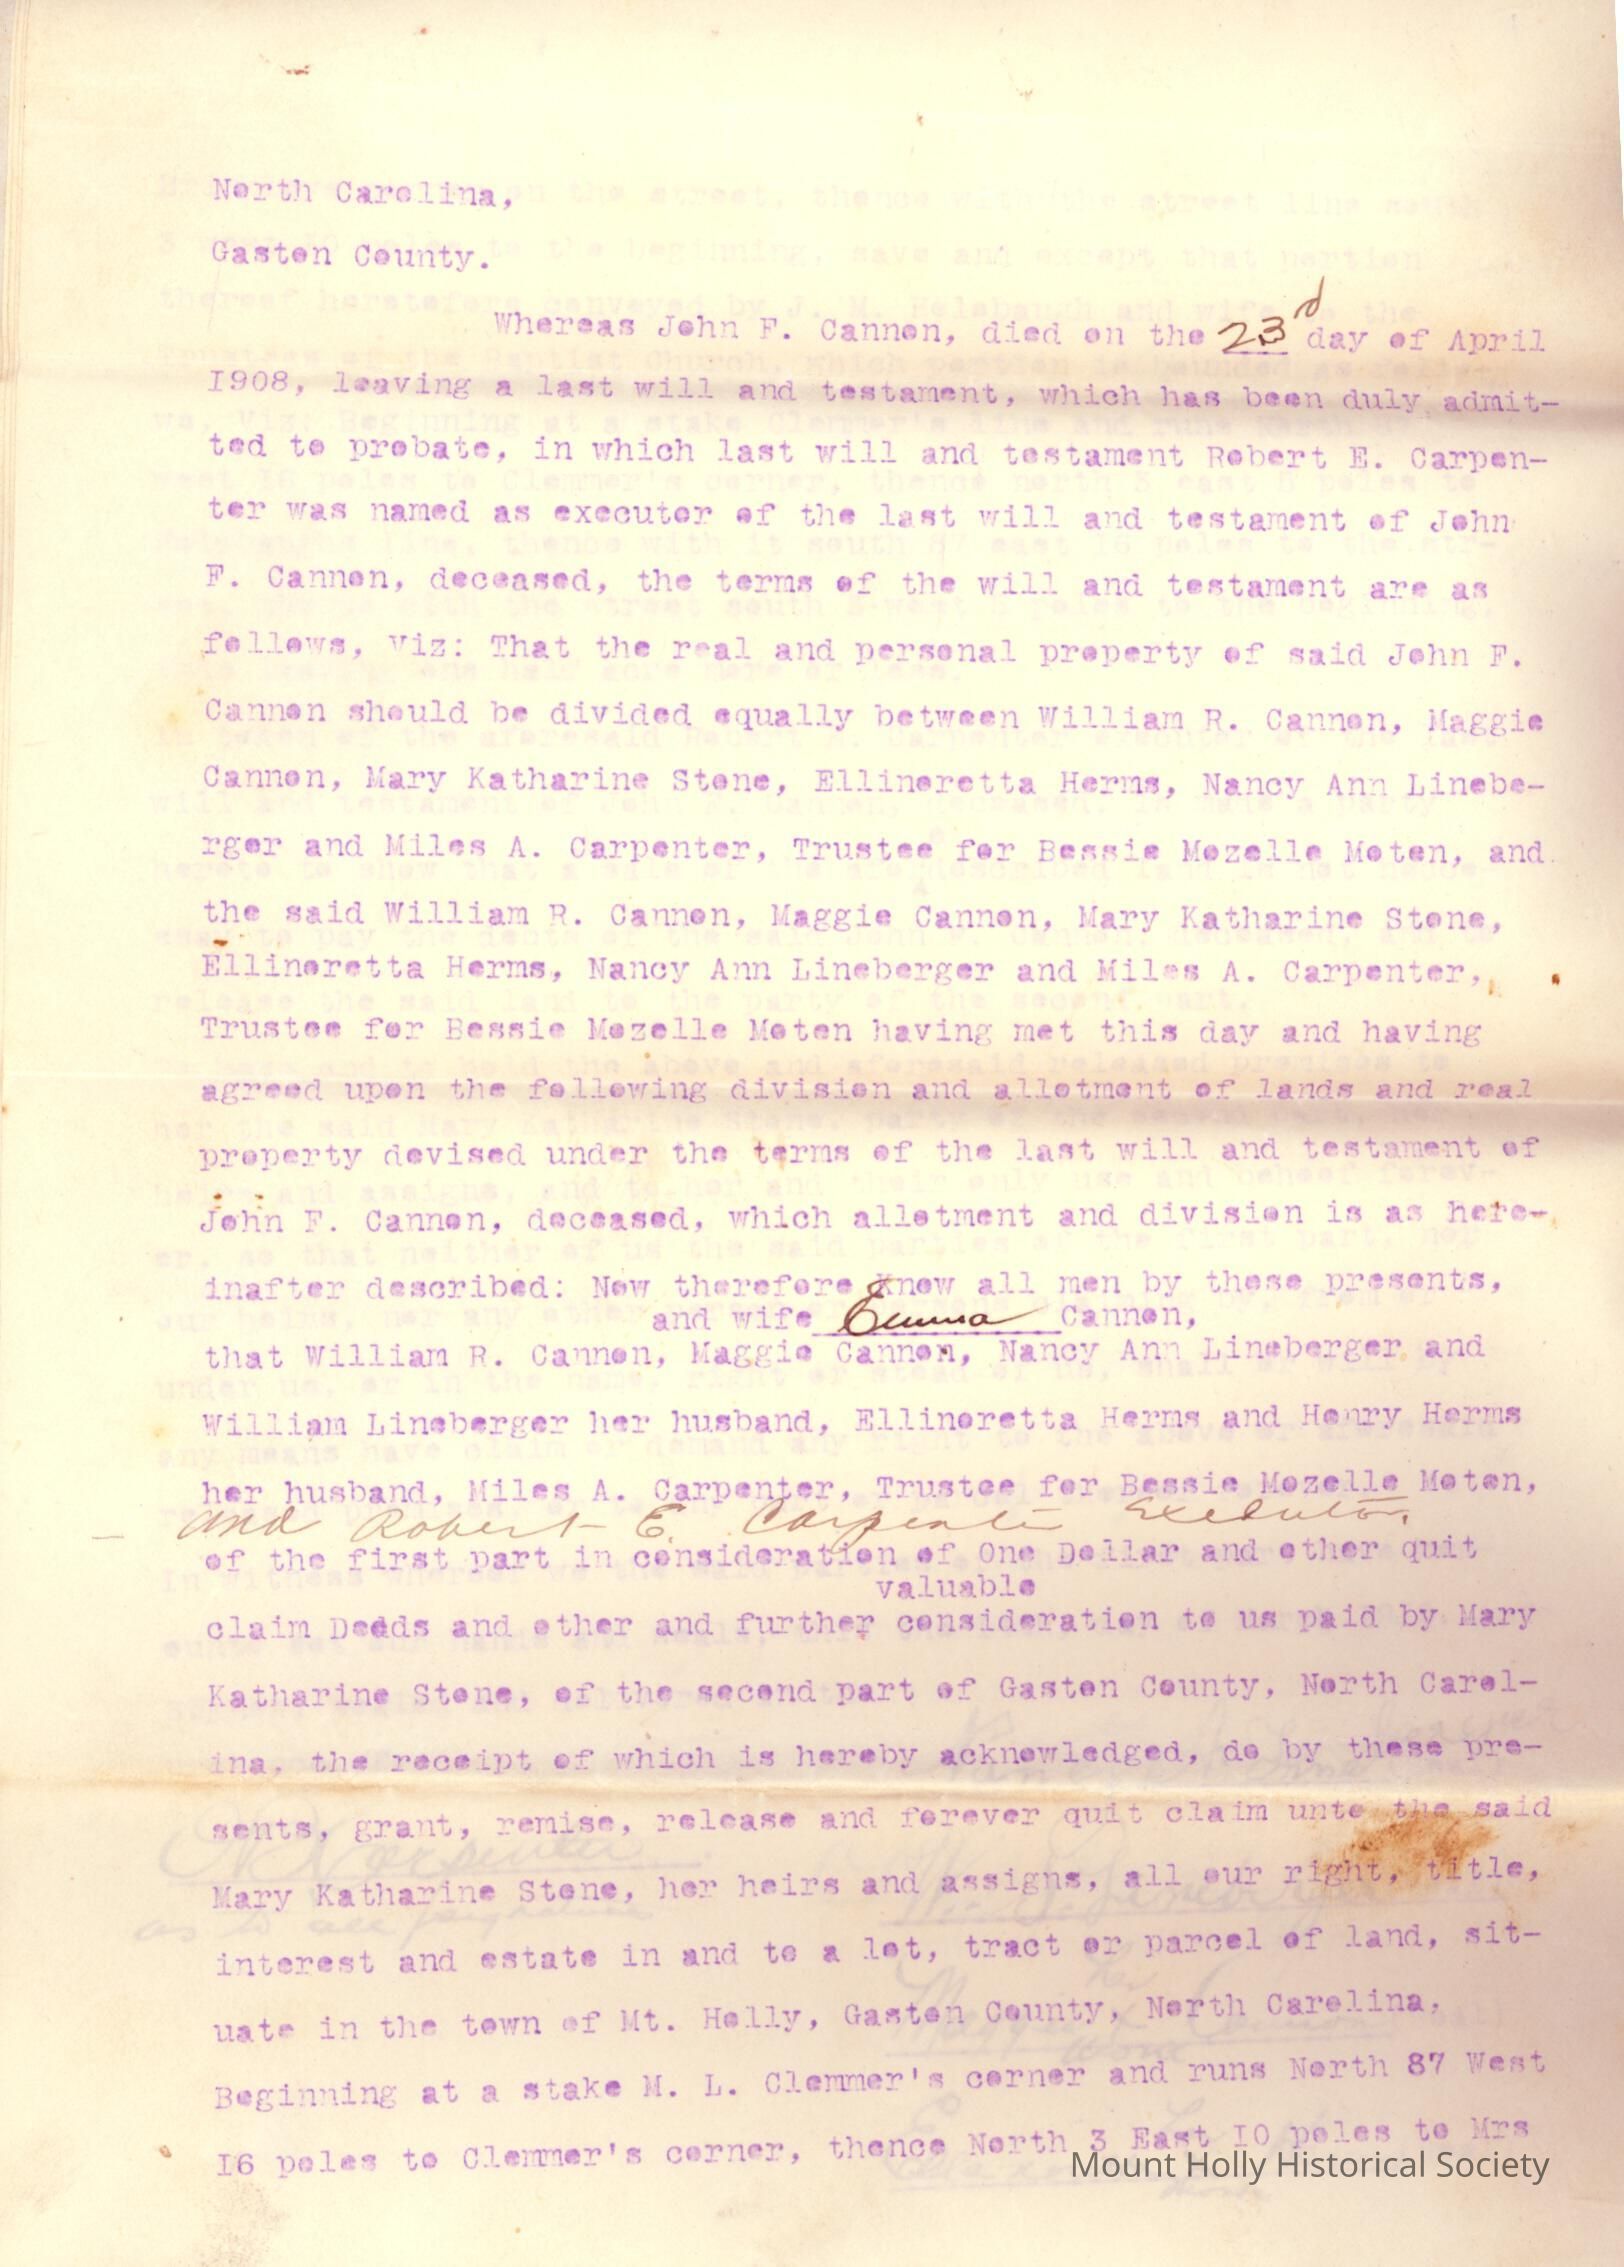 North Carolina,
Gaston County.
Whereas John F. Cannon, died on the 23d day of April
1908, leaving a last will and testament, which has been duly admit-
ted to probate, in which last will and testament Robert E. Carpen-
ter was named as executor of the last will and testament of John
F. Cannon, deceased, the terms of the will and testament are as
follows, Viz: That the real and personal property of said John F.
Cannon should be divided equally between William R. Cannon, Maggie
Cannon, Mary Katharine Stone, Ellinoretta Herms, Nancy Ann Linebe-
rger and Miles A. Carpenter, Trustee for Bessie Mozelle Moten, and
the said William R. Cannon, Maggie Cannon, Mary Katharine Stone,
Ellinoretta Herms, Nancy Ann Lineberger and Miles A. Carpenter,
Trustee for Bessie Mozelle Moten having met this day and having
agreed upon the following division and allotment of lands and real
property devised under the terms of the last will and testament of
John F. Cannon, deceased, which allotment and division is as here-
inafter described: Now therefore Know all men by these presents,
and wife Emma Cannon,
that William R. Cannon, Maggie Cannon, Nancy Ann Lineberger and
William Lineberger her husband, Ellinoretta Herms and Henry Herms
her husband, Miles A. Carpenter, Trustee for Bessie Mozelle Moten,
and Robert E. Carpenter Executor,
of the first part in consideration of One Dollar and other quit
valuable
claim Dedds and other and further consideration to us paid by Mary
Katharine Stone, of the second part of Gaston County, North Carol-
ina, the receipt of which is hereby acknowledged, do by these pre-
sents, grant, remise, release and forever quit claim unto the said
Mary Katharine Stone, her heirs and assigns, all our right, title,
interest and estate in and to a lot, tract or parcel of land, sit-
uate in the town of Mt. Holly, Gaston County, North Carolina,
Beginning at a stake M. L. Clemmer's corner and runs North 87 West
16 poles to Clemmer's corner, thence North 3 East 10 poles to Mrs
Mount Holly Historical Society